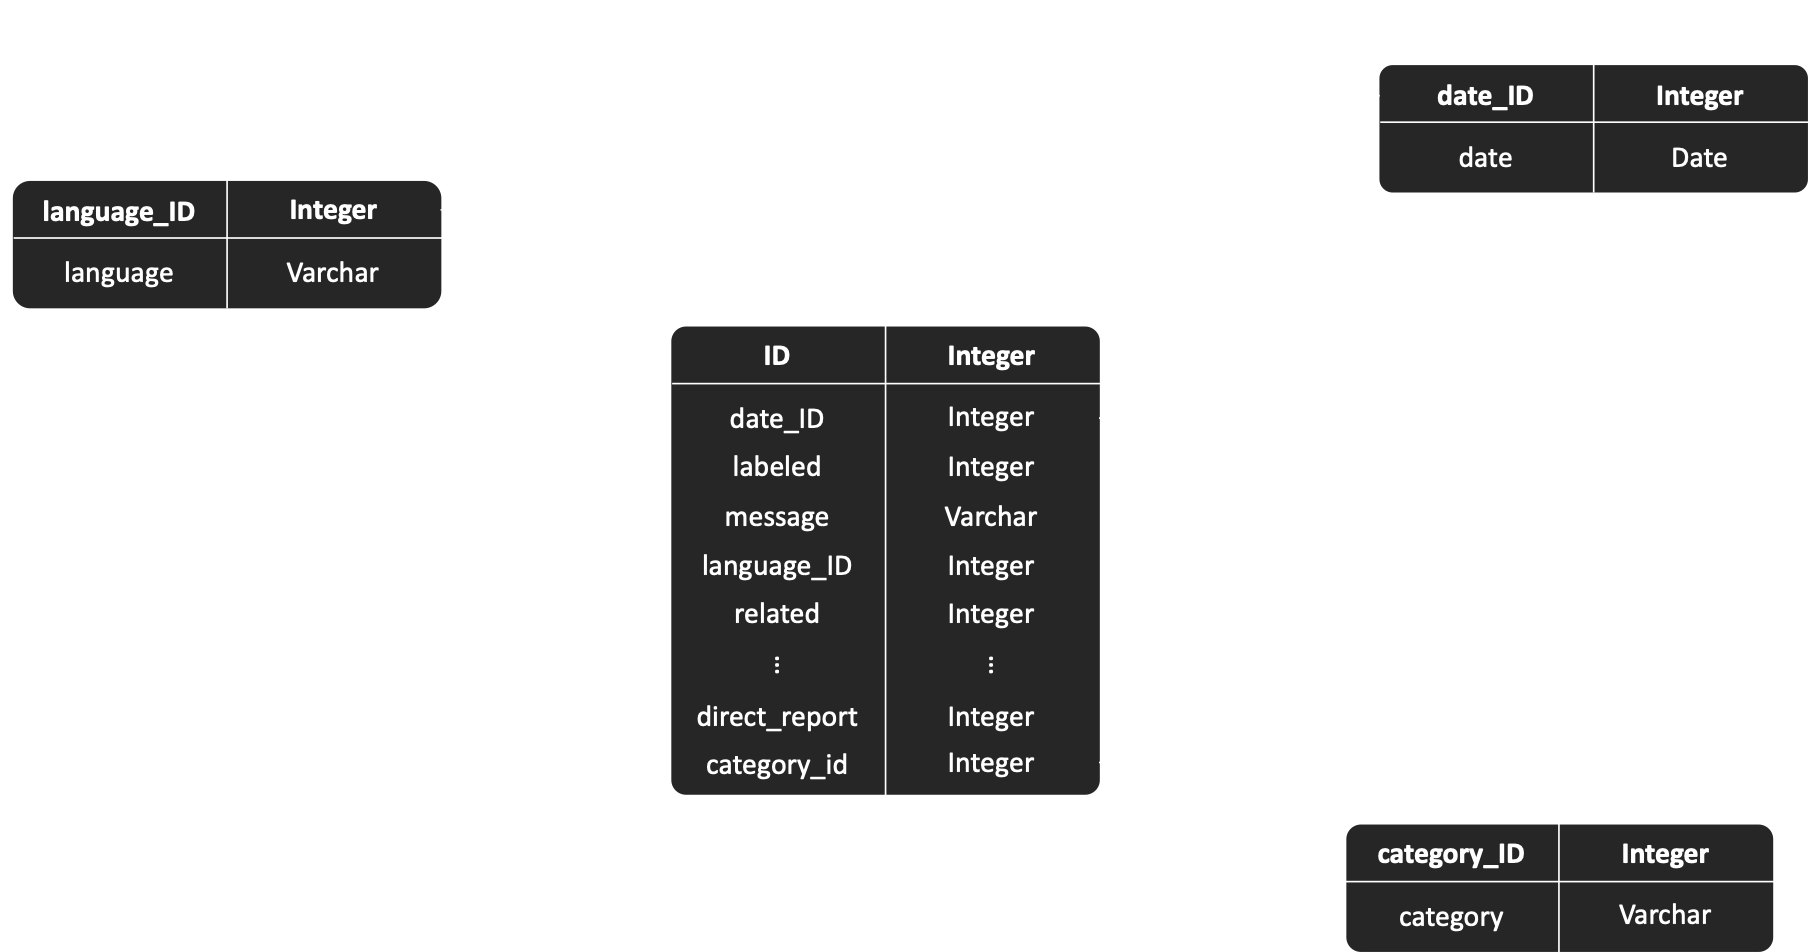 date_ID Integer
date Date
language_ID Integer
language Varchar
ID Integer
date_ID Integer
labeled Integer
message Varchar
language_ID Integer
related Integer
⋮ ⋮
direct_report Integer
category_id Integer
category_ID Integer
category Varchar